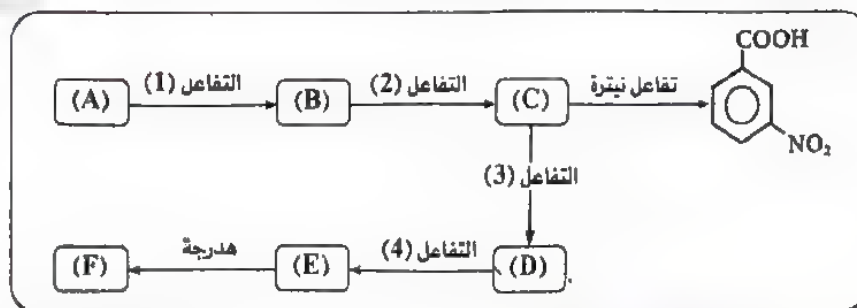 (A) التفاعل (1) (B) التفاعل (2) (C) تفاعل نيترة COOH
NO₂
التفاعل (3)
(F) هدرجة (E) التفاعل (4) (D)